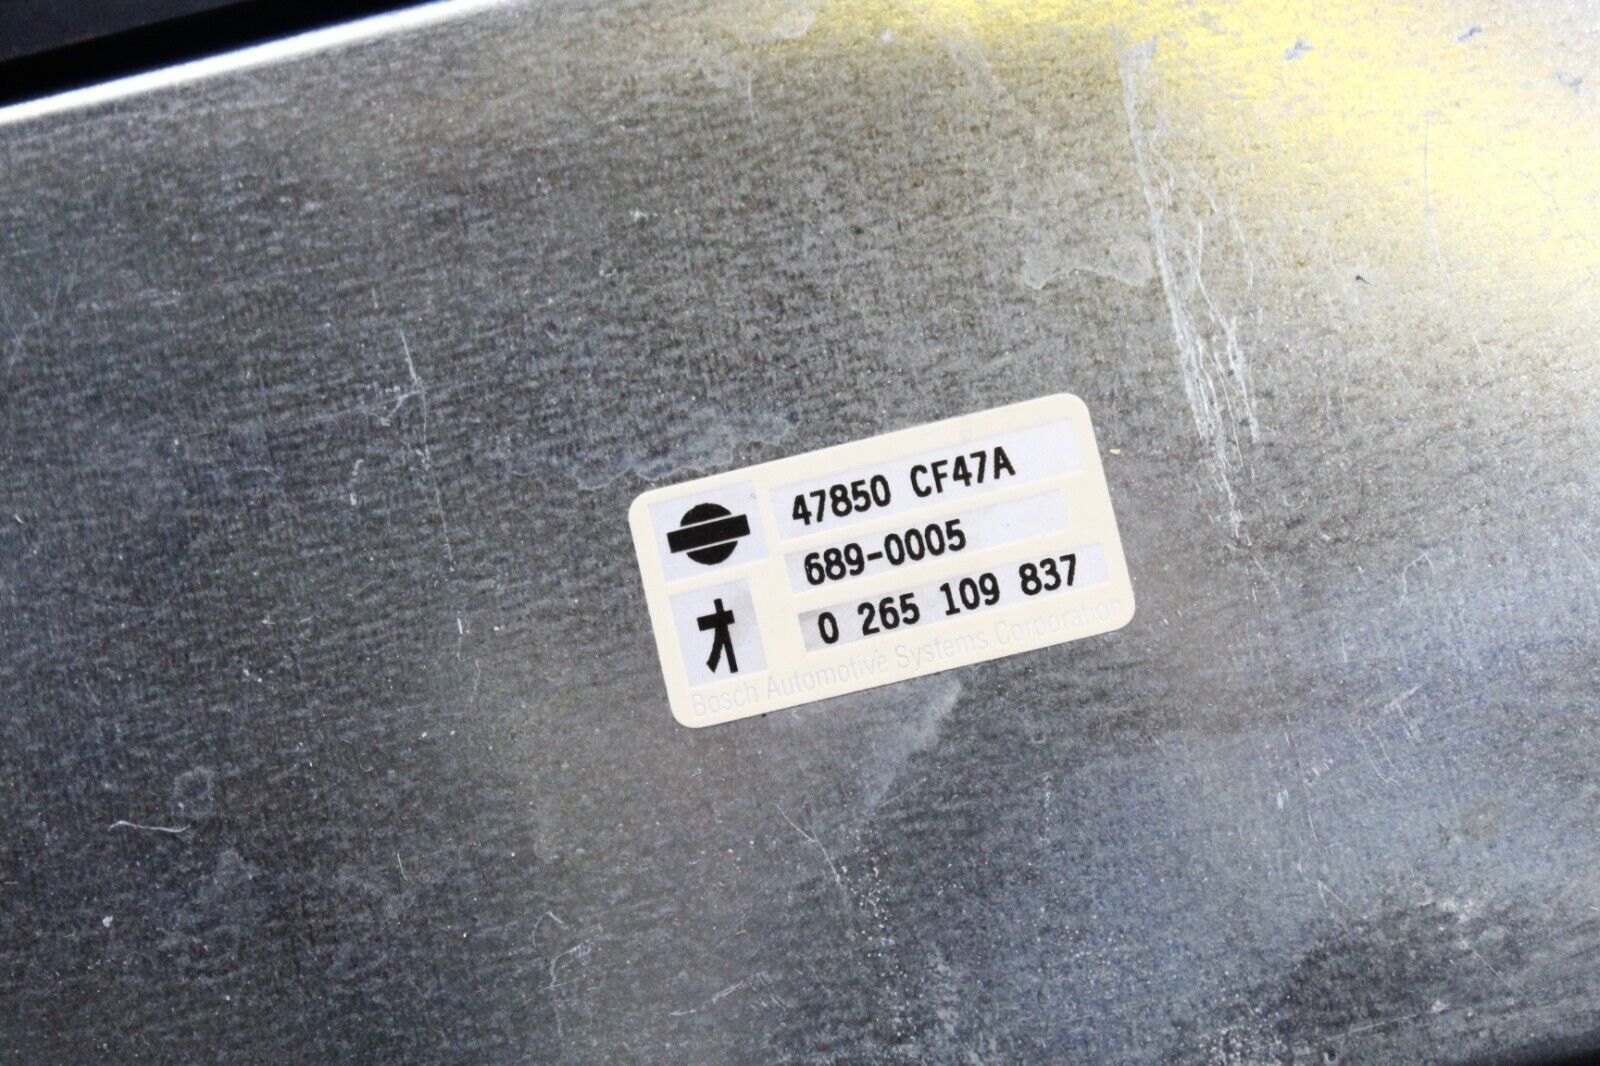 47850 CF47A
689-0005
0 265 109 837
Bosch Automotive Systems Corporation